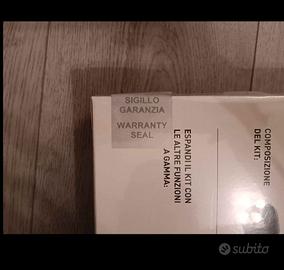 SIGILLO
GARANZIA
WARRANTY
SEAL
COMPOSIZIONE
DEL KIT:
ESPANDI IL KIT CON
LE ALTRE FUNZIONI
A GAMMA:
subito